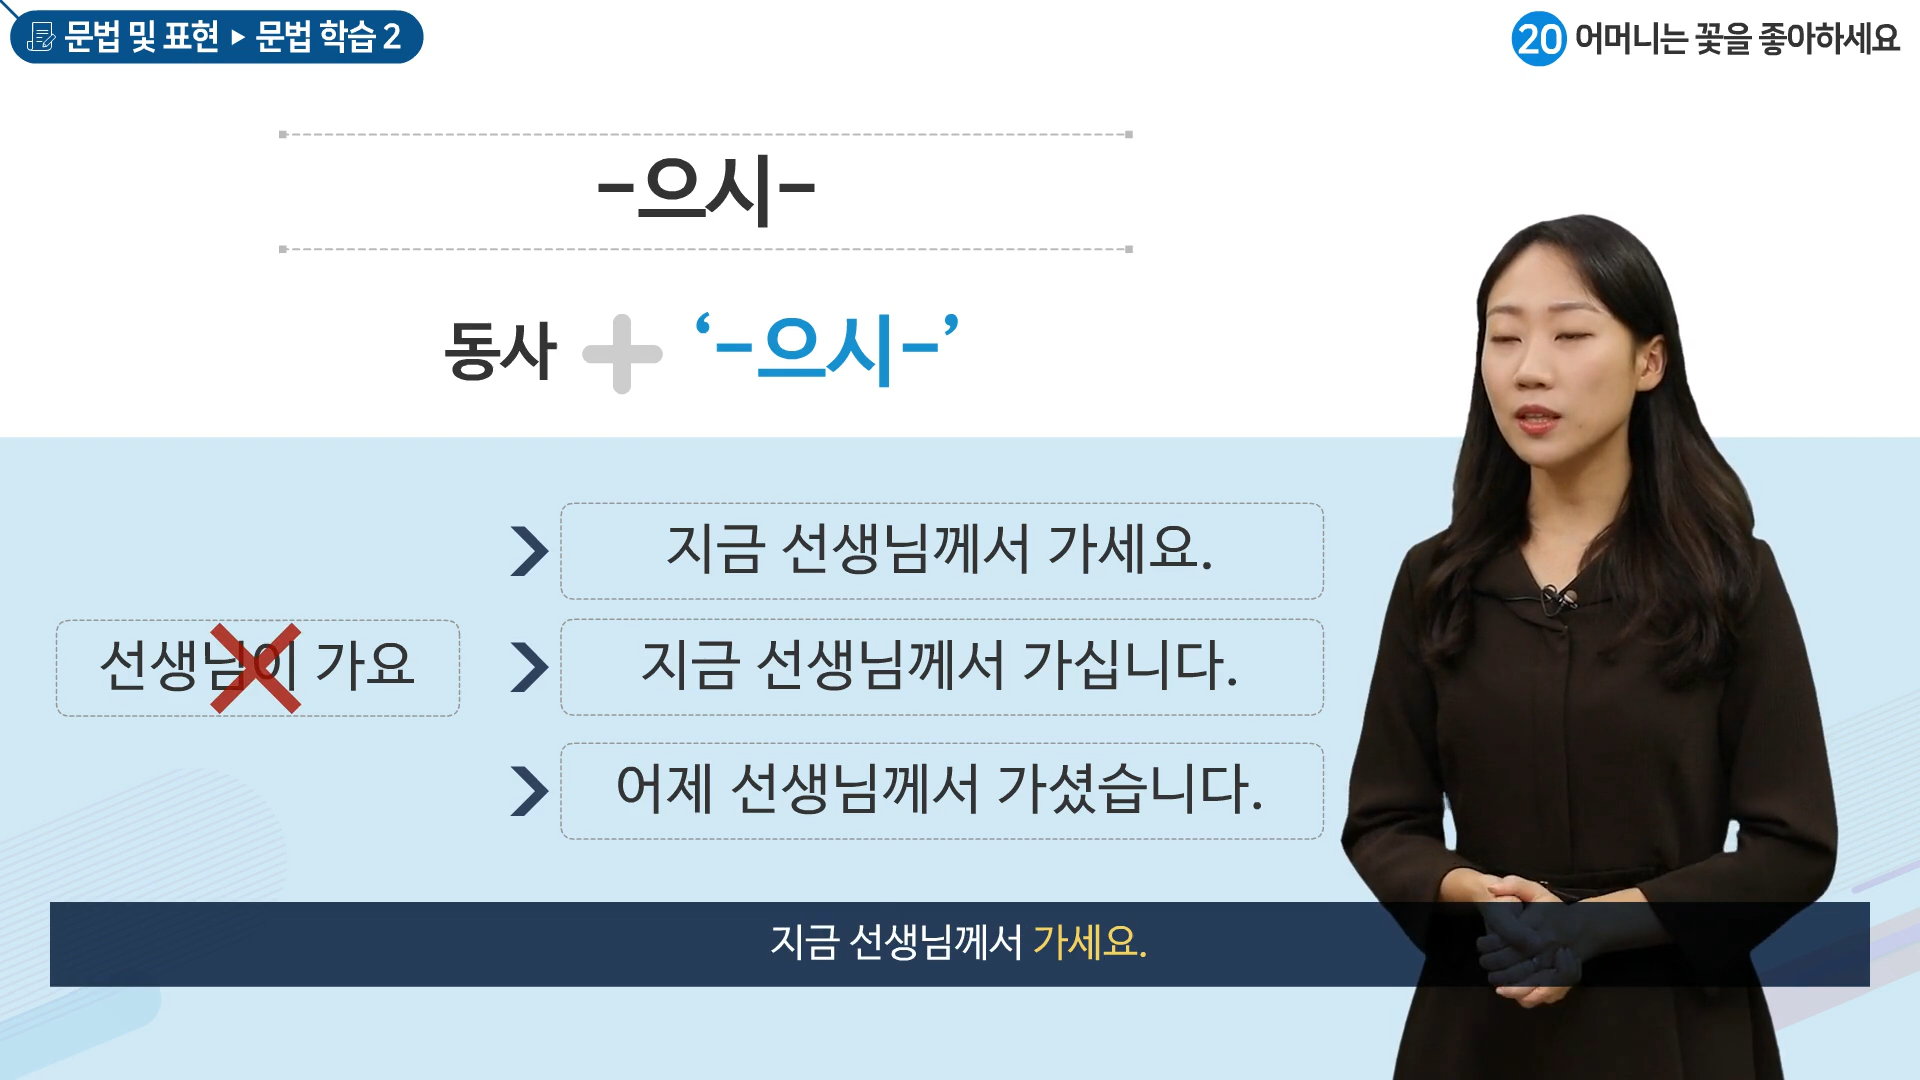 문법 및 표현 ▶ 문법 학습 2
20 어머니는 꽃을 좋아하세요
-으시-
동사 + ‘-으시-’
선생님이 가요
지금 선생님께서 가세요.
지금 선생님께서 가십니다.
어제 선생님께서 가셨습니다.
지금 선생님께서 가세요.